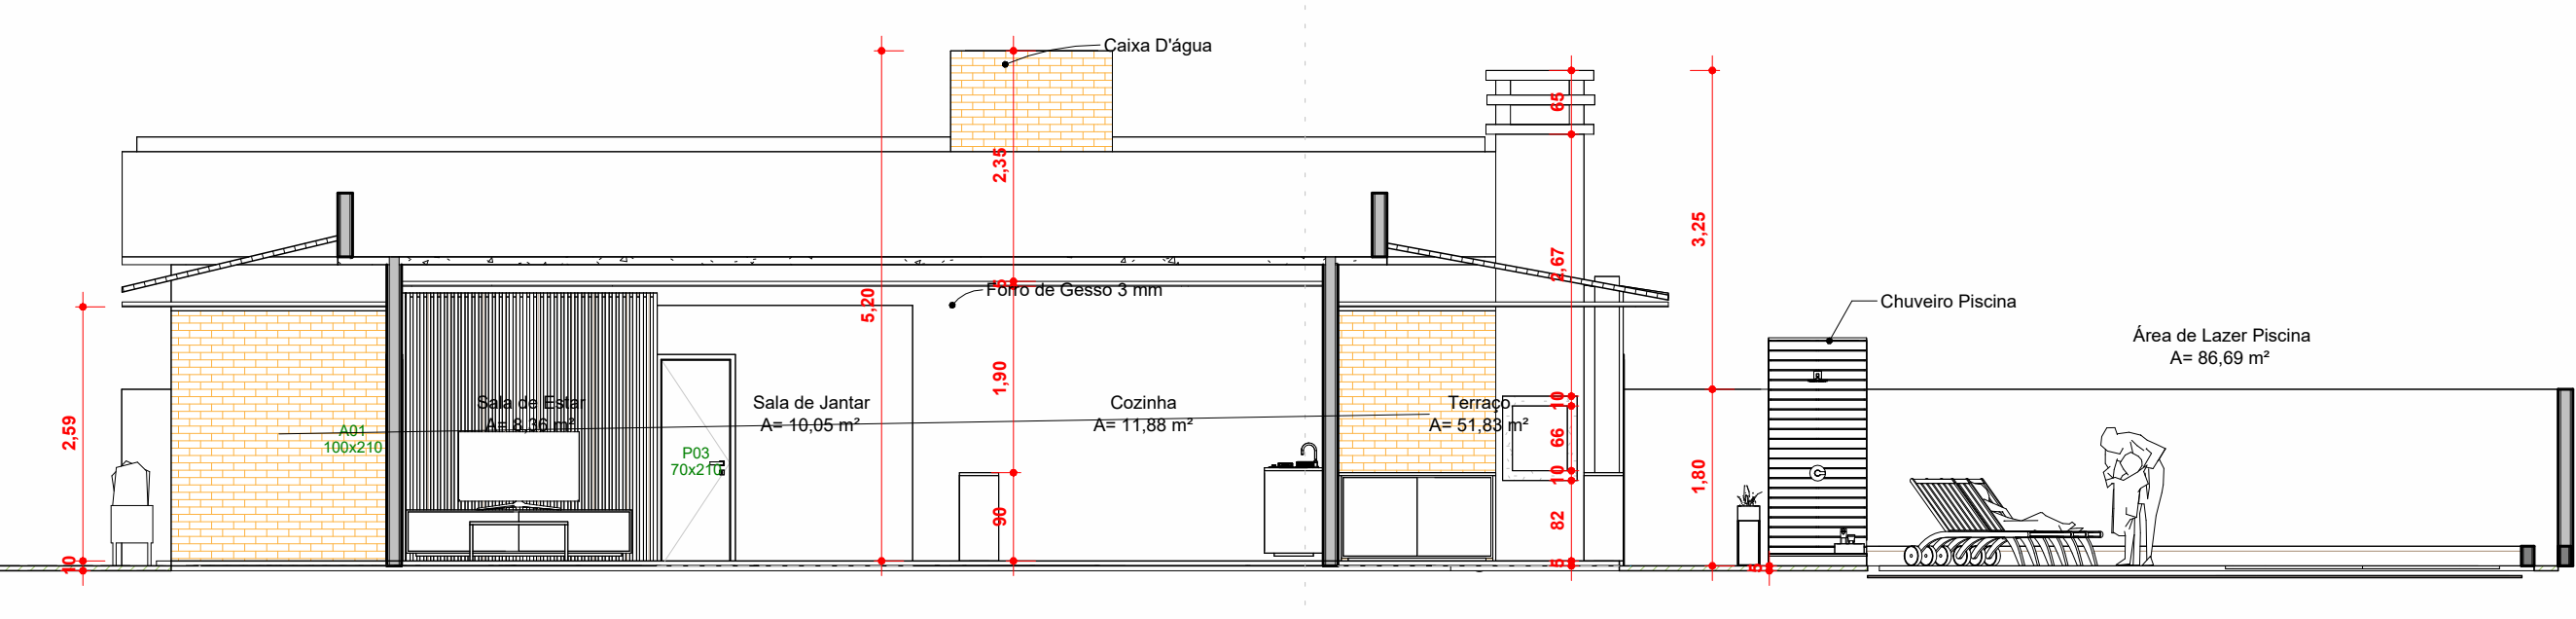 Caixa D'água
65
2,35
3,25
2,67
5
Forro de Gesso 3 mm
5,20
Chuveiro Piscina
Área de Lazer Piscina
A= 86,69 m²
1,90
2,59
Sala de Estar
A= 8,36 m²
Sala de Jantar
A= 10,05 m²
Cozinha
A= 11,88 m²
Terraço
A= 51,83 m²
10
66
10
A01
100x210
P03
70x210
1,80
90
82
10
5
5